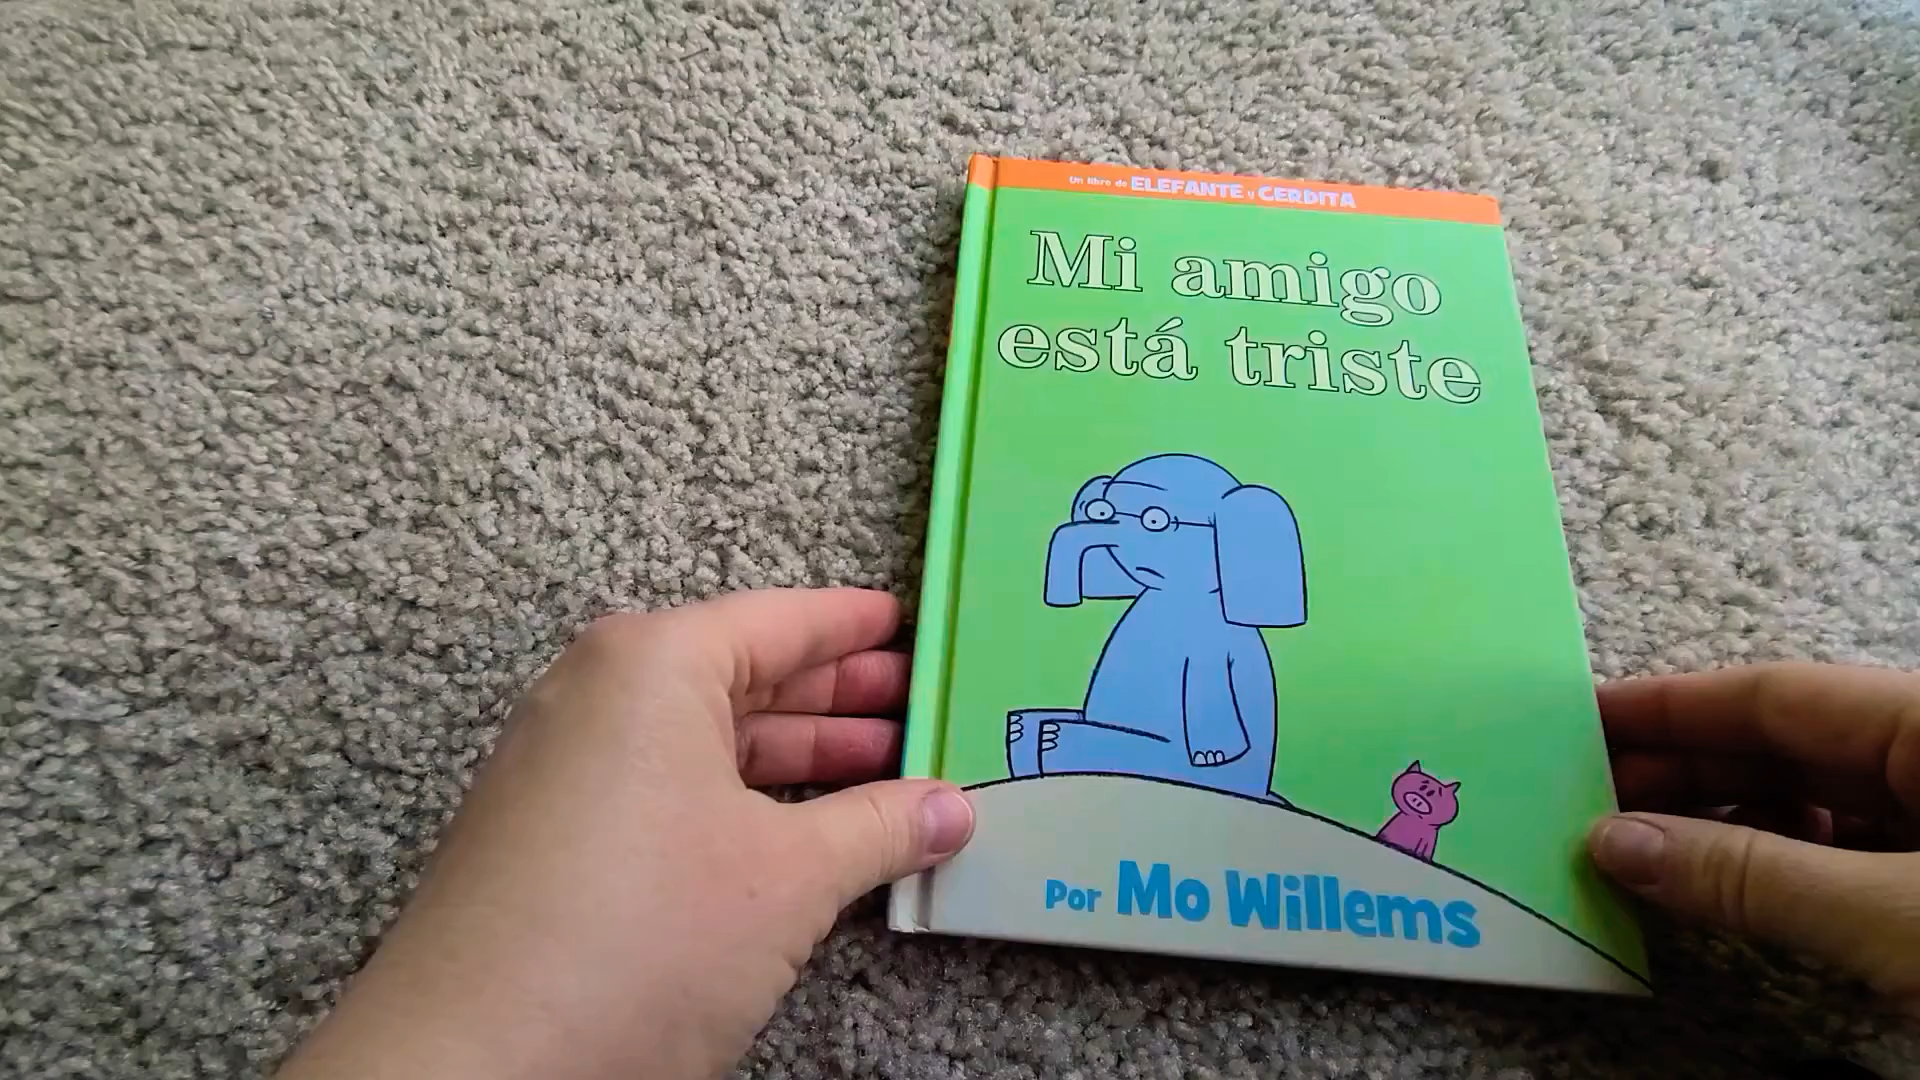 Un libro de ELEFANTE y CERDITA
Mi amigo
está triste
Por Mo Willems